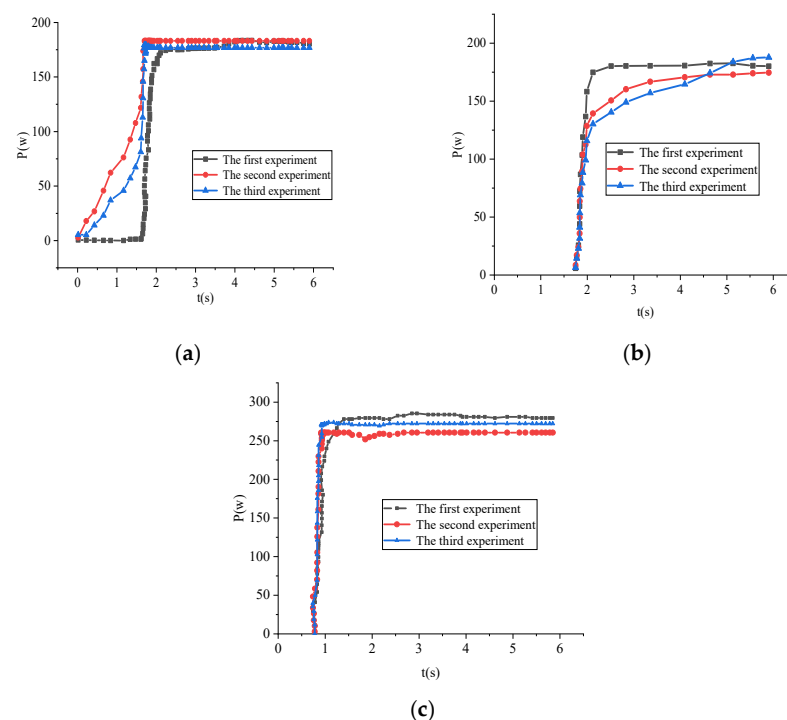 200
150
100
50
0
P(w)
The first experiment
The second experiment
The third experiment
0 1 2 3 4 5 6
t(s)
(a)
200
150
100
50
0
P(w)
The first experiment
The second experiment
The third experiment
0 1 2 3 4 5 6
t(s)
(b)
300
250
200
150
100
50
0
P(w)
The first experiment
The second experiment
The third experiment
0 1 2 3 4 5 6
t(s)
(c)